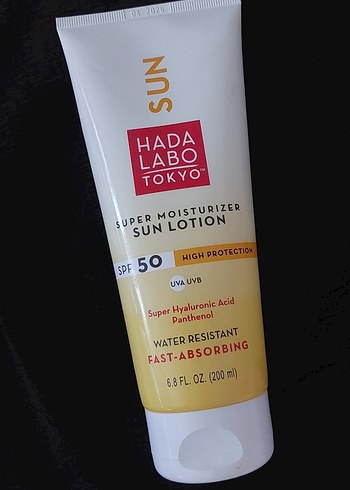 SUN
HADA
LABO
TOKYO™
SUPER MOISTURIZER
SUN LOTION
SPF 50 HIGH PROTECTION
UVA UVB
Super Hyaluronic Acid
Panthenol
WATER RESISTANT
FAST-ABSORBING
6.8 FL. OZ. (200 ml)